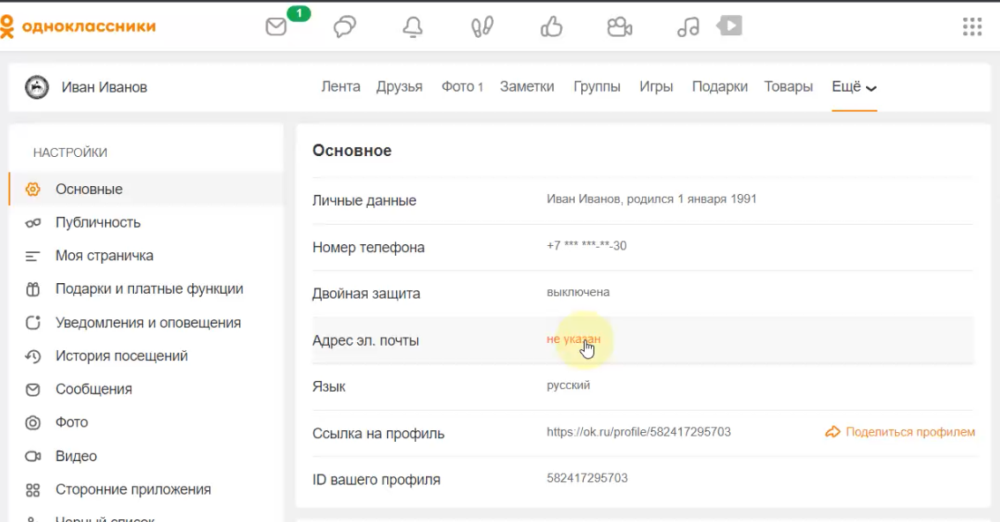 1
одноклассники
Иван Иванов
Лента Друзья Фото 1 Заметки Группы Игры Подарки Товары Ещё
НАСТРОЙКИ
Основные
Публичность
Моя страничка
Подарки и платные функции
Уведомления и оповещения
История посещений
Сообщения
Фото
Видео
Сторонние приложения
Черный список
Основное
Личные данные Иван Иванов, родился 1 января 1991
Номер телефона +7 *** ***-**-30
Двойная защита выключена
Адрес эл. почты не указан
Язык русский
Ссылка на профиль https://ok.ru/profile/582417295703 Поделиться профилем
ID вашего профиля 582417295703